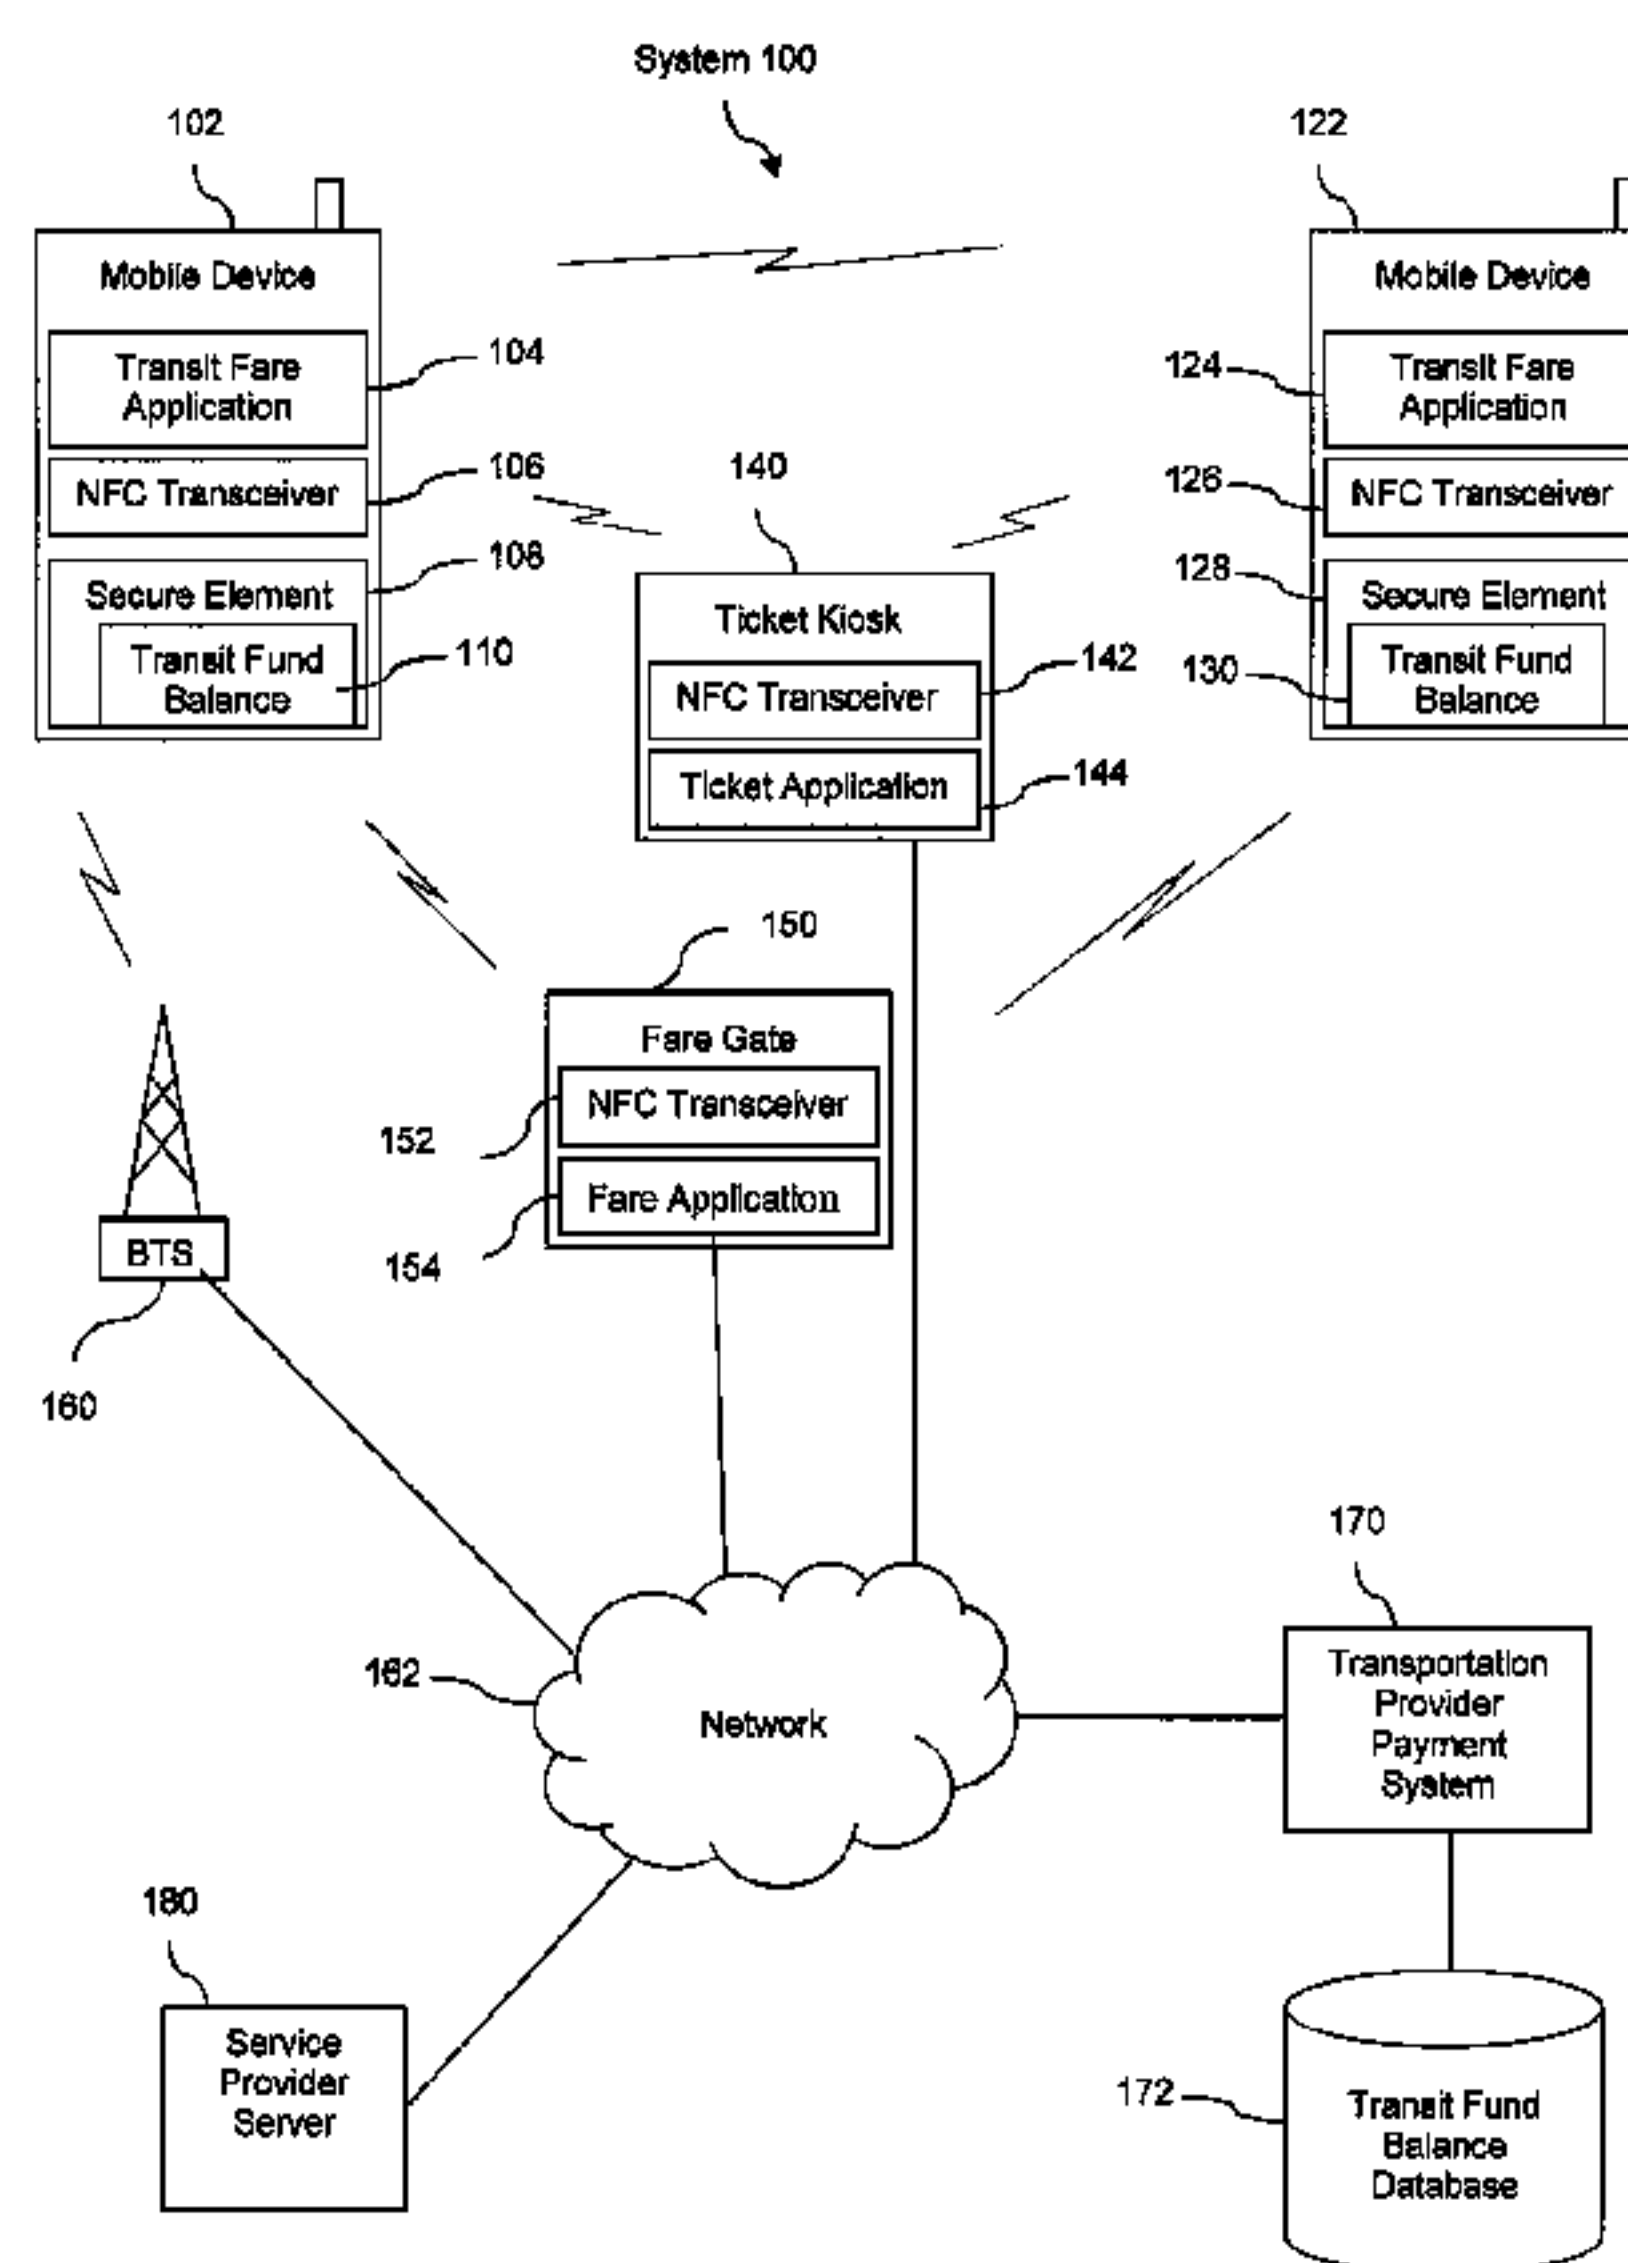 System 100
102
122
Mobile Device
Transit Fare
Application
104
NFC Transceiver
106
Secure Element
108
Transit Fund
Balance
110
Mobile Device
124
Transit Fare
Application
126
NFC Transceiver
128
Secure Element
130
Transit Fund
Balance
140
Ticket Kiosk
NFC Transceiver
142
Ticket Application
144
150
Fare Gate
NFC Transceiver
152
Fare Application
154
BTS
160
162
Network
170
Transportation
Provider
Payment
System
180
Service
Provider
Server
172
Transit Fund
Balance
Database